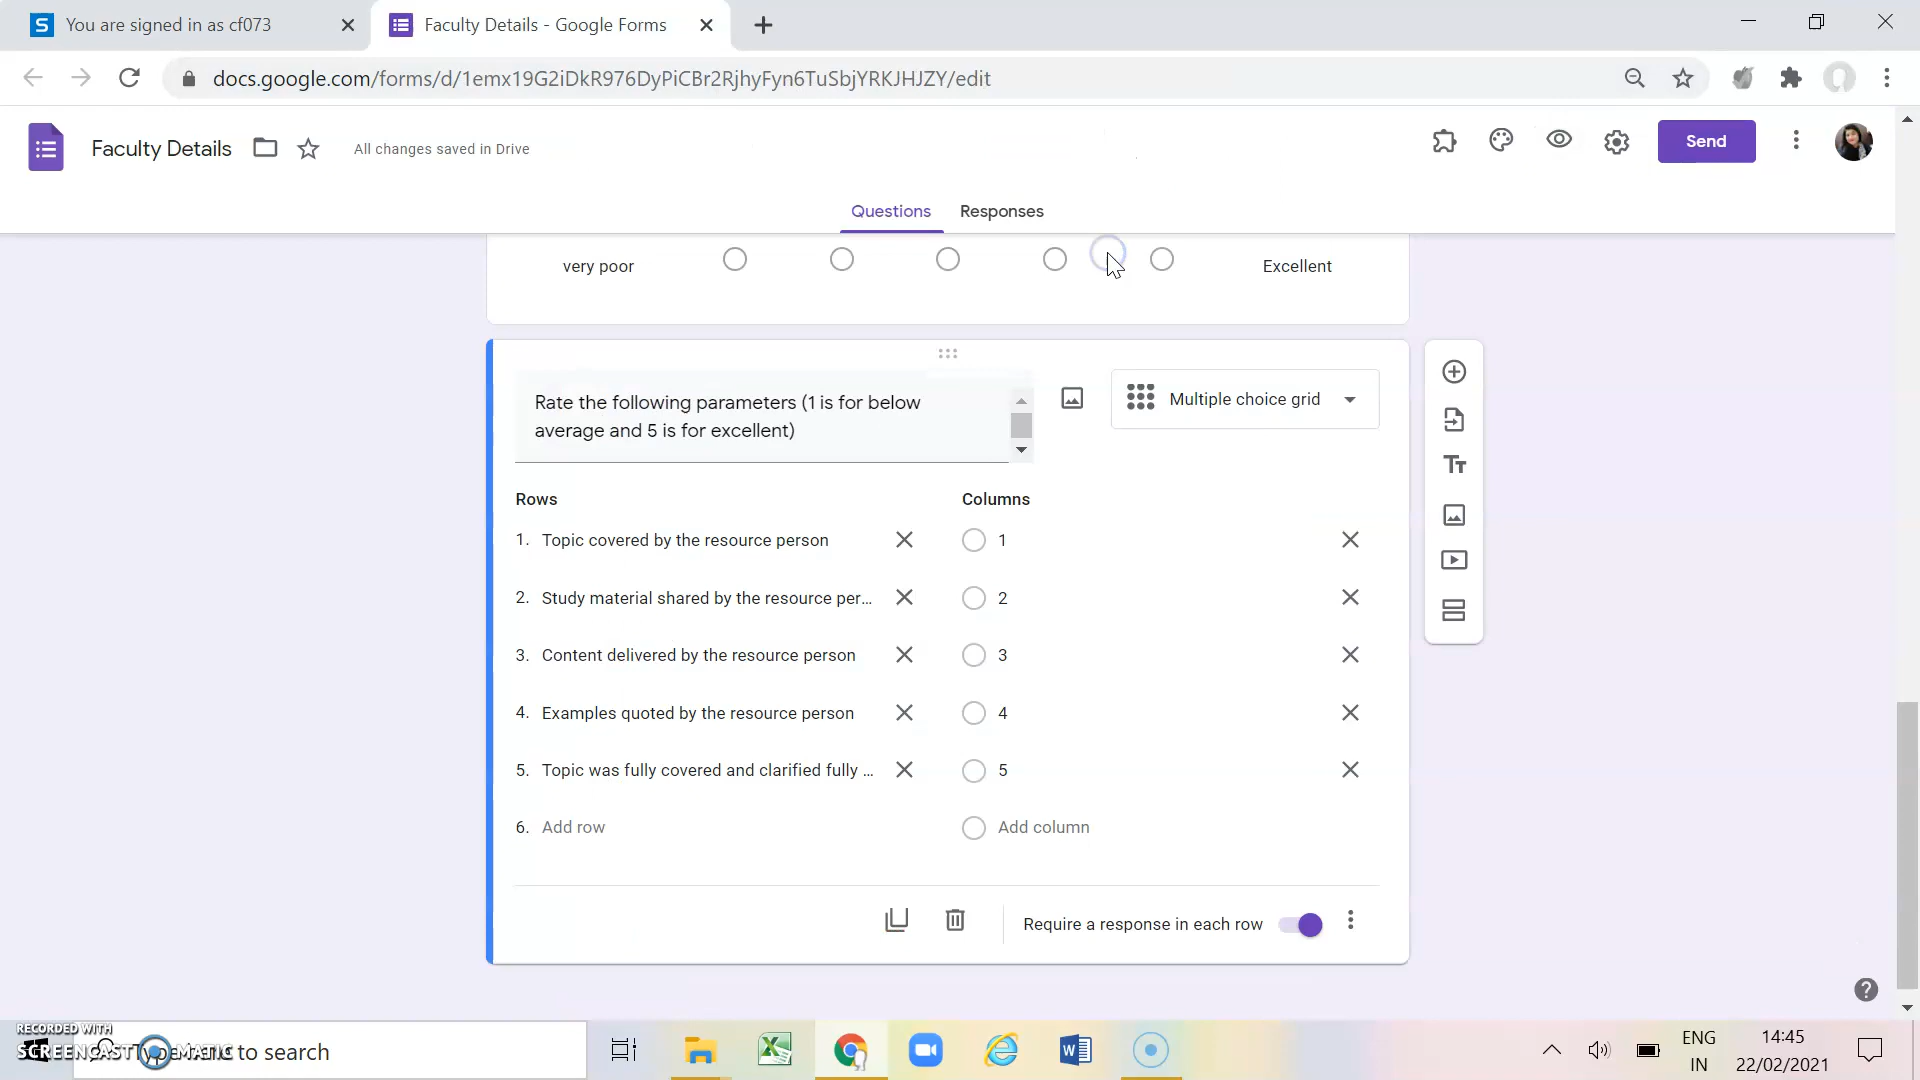 You are signed in as cf073
Faculty Details - Google Forms
docs.google.com/forms/d/1emx19G2iDkR976DyPiCBr2RjhyFyn6TuSbjYRKJHJZY/edit
Faculty Details
All changes saved in Drive
Send
Questions
Responses
very poor
Excellent
Rate the following parameters (1 is for below
average and 5 is for excellent)
Multiple choice grid
Rows
Columns
1. Topic covered by the resource person
1
2. Study material shared by the resource per...
2
3. Content delivered by the resource person
3
4. Examples quoted by the resource person
4
5. Topic was fully covered and clarified fully ...
5
6. Add row
Add column
Require a response in each row
RECORDED WITH
SCREENCAST MATIC
Type here to search
ENG
IN
14:45
22/02/2021